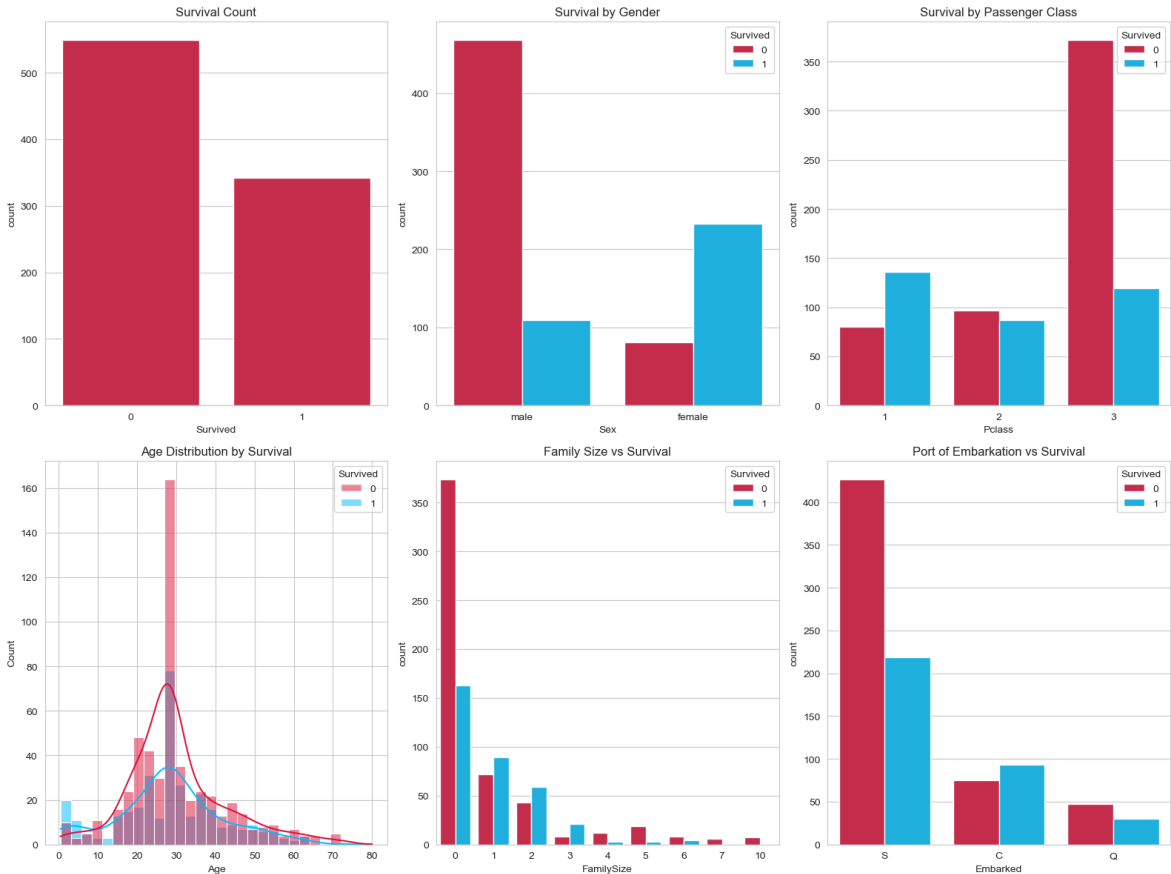 Survival Count
500
400
300
200
100
0
count
0 1
Survived
Survival by Gender
Survived
0
1
400
300
200
100
0
count
male female
Sex
Survival by Passenger Class
Survived
0
1
350
300
250
200
150
100
50
0
count
1 2 3
Pclass
Age Distribution by Survival
Survived
0
1
160
140
120
100
80
60
40
20
0
Count
0 10 20 30 40 50 60 70 80
Age
Family Size vs Survival
Survived
0
1
350
300
250
200
150
100
50
0
count
0 1 2 3 4 5 6 7 10
FamilySize
Port of Embarkation vs Survival
Survived
0
1
400
300
200
100
50
0
count
S C Q
Embarked